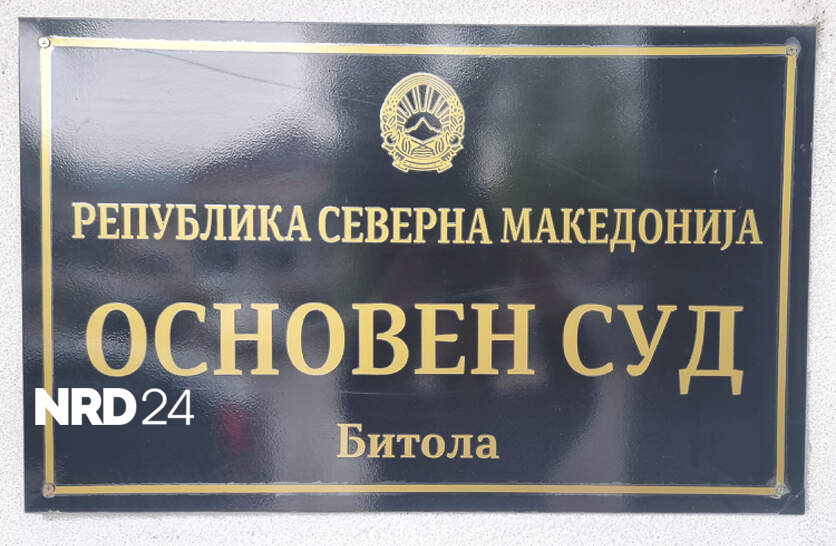 РЕПУБЛИКА СЕВЕРНА МАКЕДОНИЈА
ОСНОВЕН СУД
NRD24
Битола